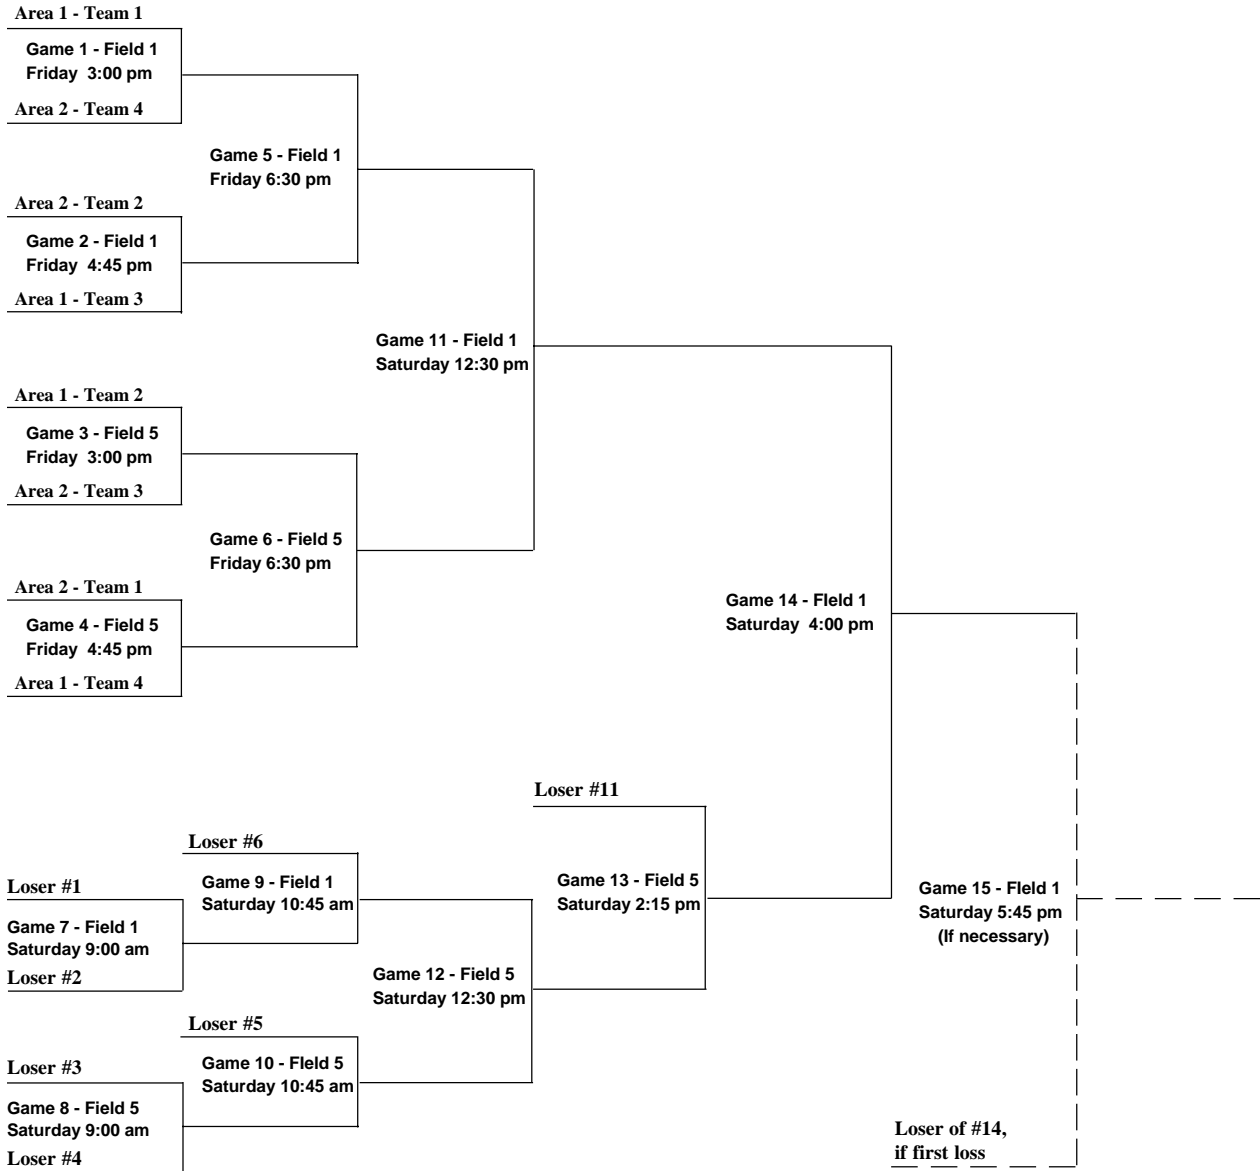 Area 1 - Team 1
Game 1 - Field 1
Friday 3:00 pm
Area 2 - Team 4
Game 5 - Field 1
Friday 6:30 pm
Area 2 - Team 2
Game 2 - Field 1
Friday 4:45 pm
Area 1 - Team 3
Game 11 - Field 1
Saturday 12:30 pm
Area 1 - Team 2
Game 3 - Field 5
Friday 3:00 pm
Area 2 - Team 3
Game 6 - Field 5
Friday 6:30 pm
Area 2 - Team 1
Game 4 - Field 5
Friday 4:45 pm
Area 1 - Team 4
Game 14 - FIeld 1
Saturday 4:00 pm
Loser #11
Loser #6
Loser #1
Game 9 - Field 1
Saturday 10:45 am
Game 7 - Field 1
Saturday 9:00 am
Loser #2
Game 13 - Field 5
Saturday 2:15 pm
Game 15 - FIeld 1
Saturday 5:45 pm
(If necessary)
Game 12 - Field 5
Saturday 12:30 pm
Loser #5
Loser #3
Game 10 - FIeld 5
Saturday 10:45 am
Game 8 - Field 5
Saturday 9:00 am
Loser #4
Loser of #14,
if first loss